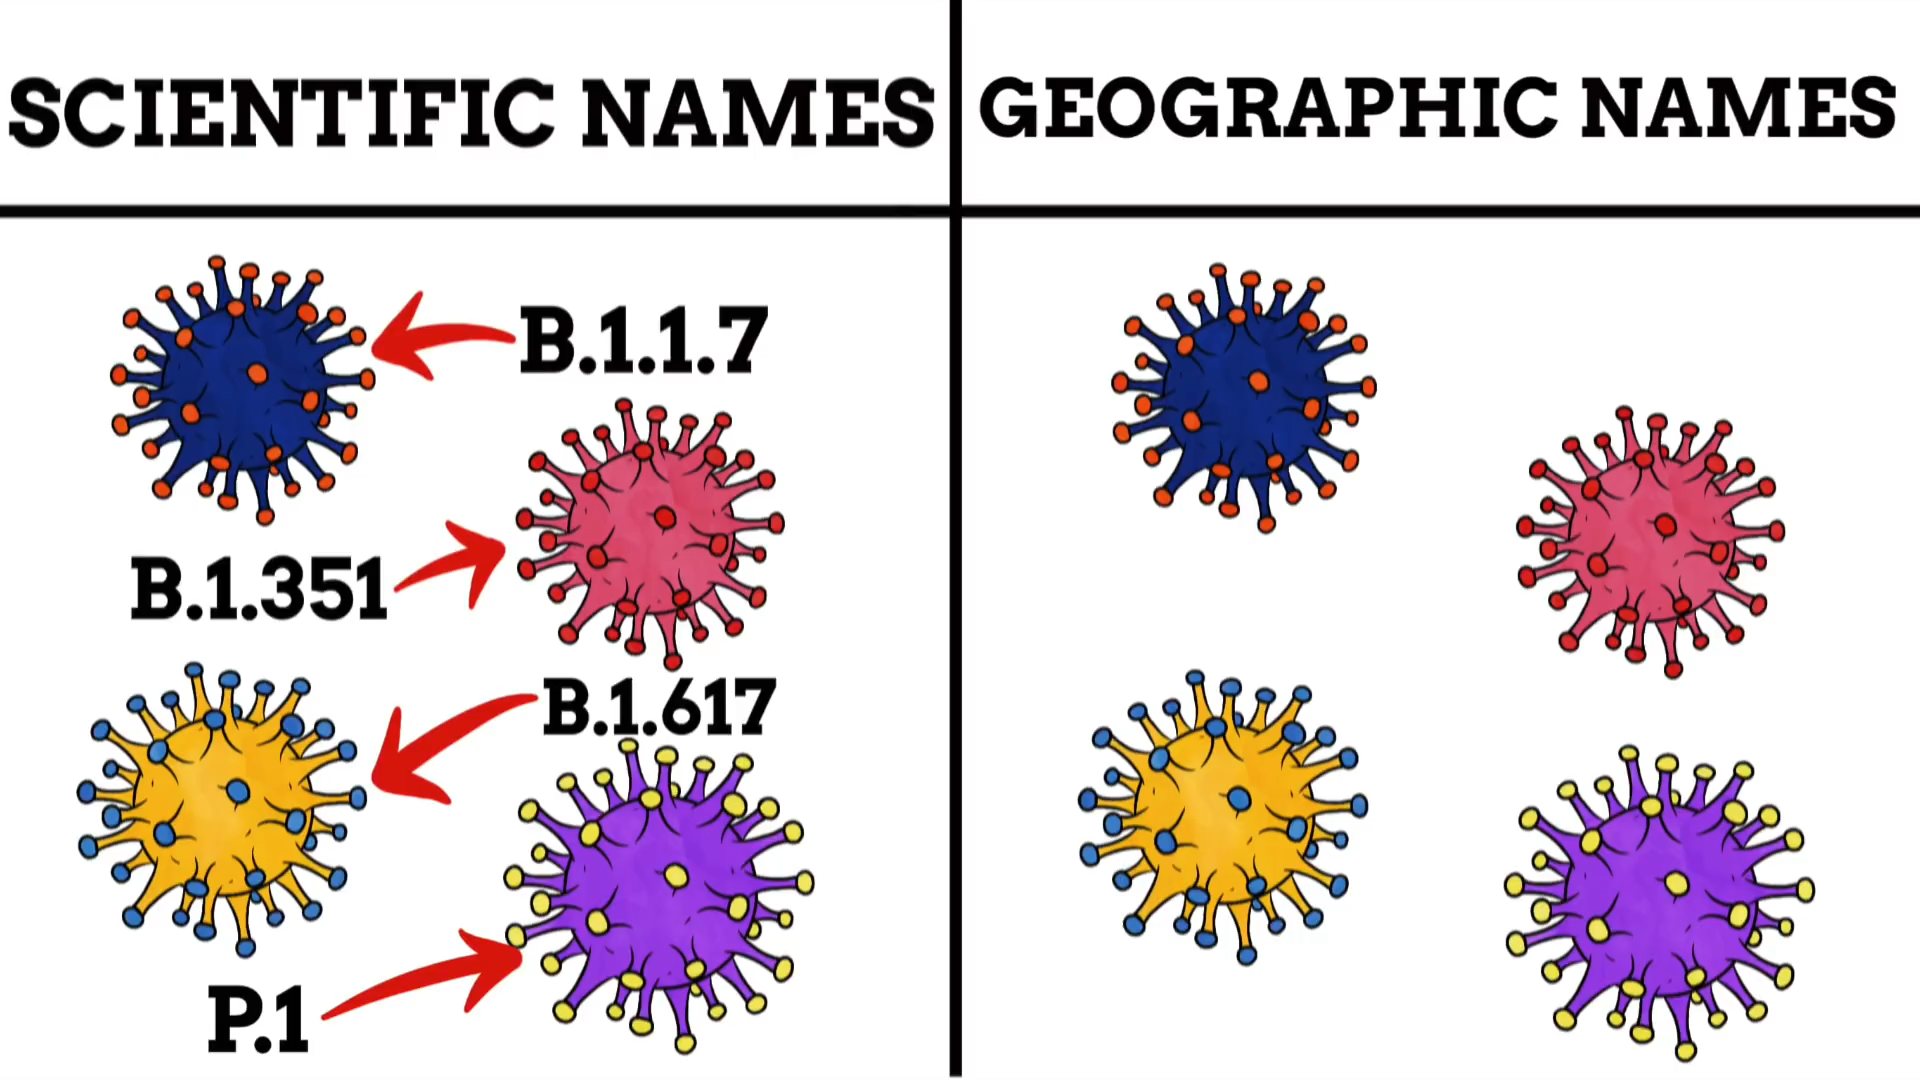 SCIENTIFIC NAMES
GEOGRAPHIC NAMES
B.1.1.7
B.1.351
B.1.617
P.1